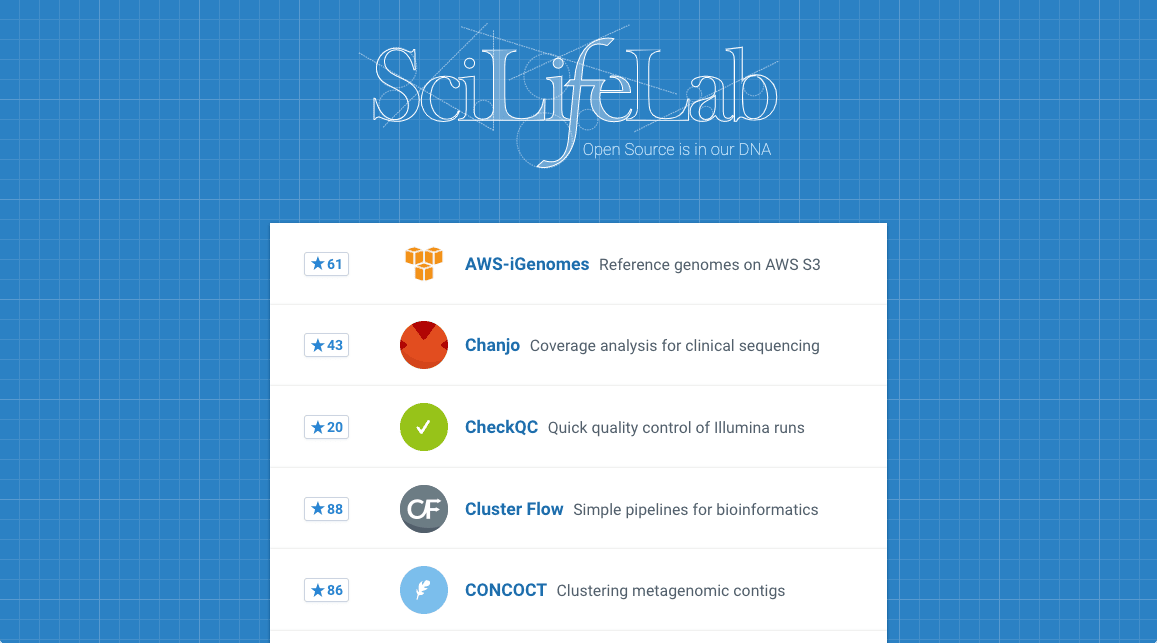 SciLifeLab
Open Source is in our DNA
61 AWS-iGenomes Reference genomes on AWS S3
43 Chanjo Coverage analysis for clinical sequencing
20 CheckQC Quick quality control of Illumina runs
88 CF Cluster Flow Simple pipelines for bioinformatics
86 CONCOCT Clustering metagenomic contigs